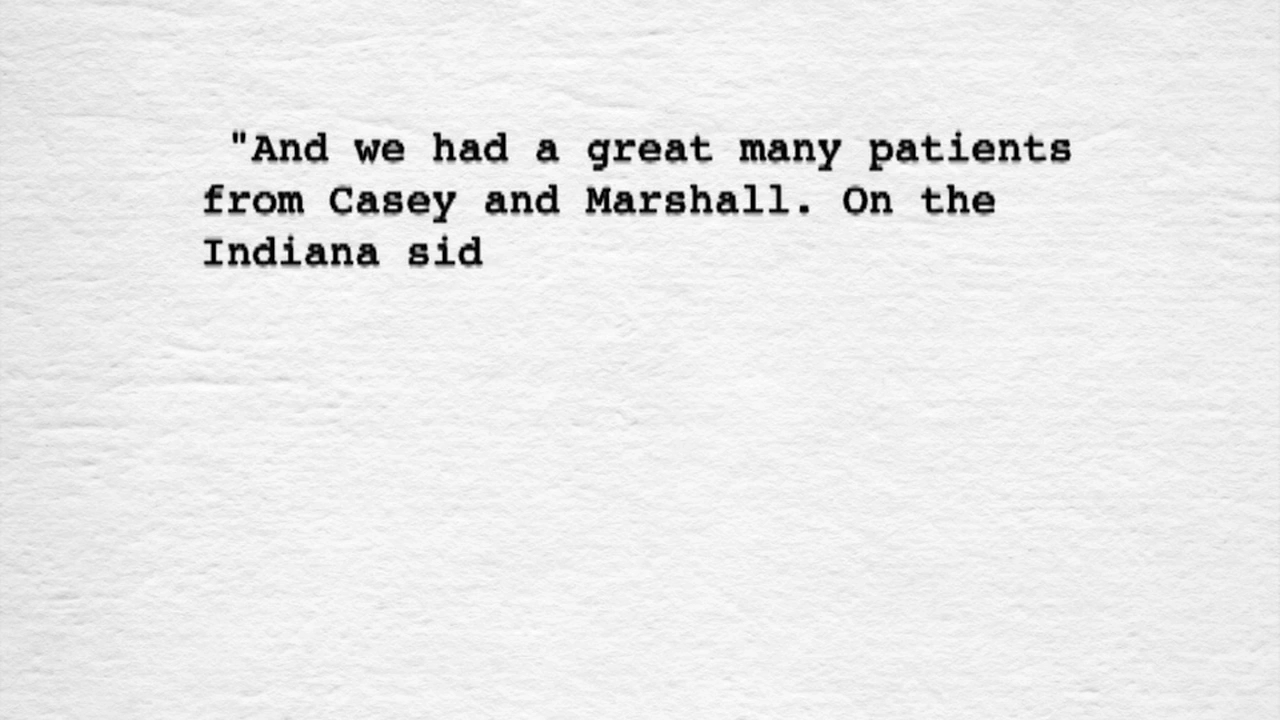 "And we had a great many patients
from Casey and Marshall. On the
Indiana sid